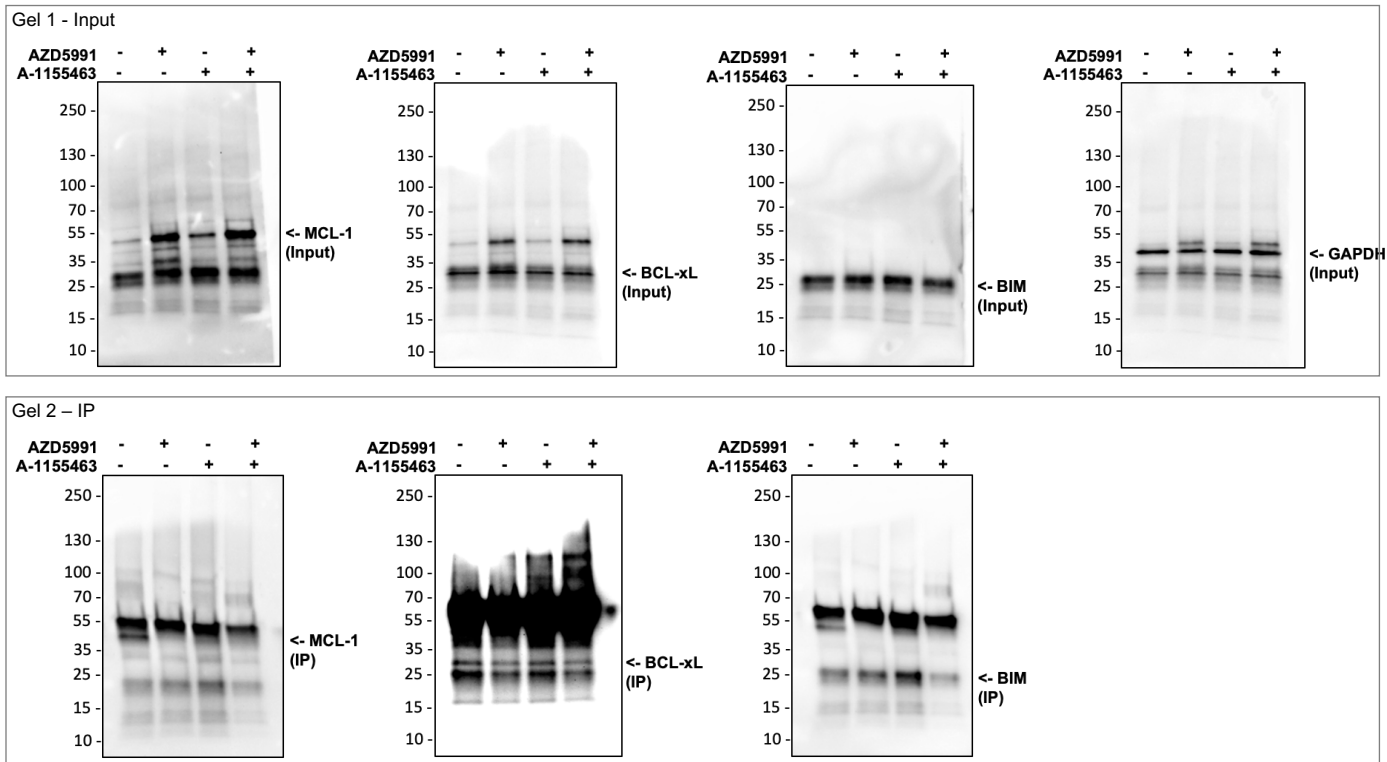 Gel 1 - Input
AZD5991 - + - +
A-1155463 - - + +
250 -
130 -
100 -
70 -
55 -
35 -
25 -
15 -
10 -
<- MCL-1
(Input)
AZD5991 - + - +
A-1155463 - - + +
250 -
130 -
100 -
70 -
55 -
35 -
25 -
15 -
10 -
<- BCL-xL
(Input)
AZD5991 - + - +
A-1155463 - - + +
250 -
130 -
100 -
70 -
55 -
35 -
25 -
15 -
10 -
<- BIM
(Input)
AZD5991 - + - +
A-1155463 - - + +
250 -
130 -
100 -
70 -
55 -
35 -
25 -
15 -
10 -
<- GAPDH
(Input)
Gel 2 – IP
AZD5991 - + - +
A-1155463 - - + +
250 -
130 -
100 -
70 -
55 -
35 -
25 -
15 -
10 -
<- MCL-1
(IP)
AZD5991 - + - +
A-1155463 - - + +
250 -
130 -
100 -
70 -
55 -
35 -
25 -
15 -
10 -
<- BCL-xL
(IP)
AZD5991 - + - +
A-1155463 - - + +
250 -
130 -
100 -
70 -
55 -
35 -
25 -
15 -
10 -
<- BIM
(IP)